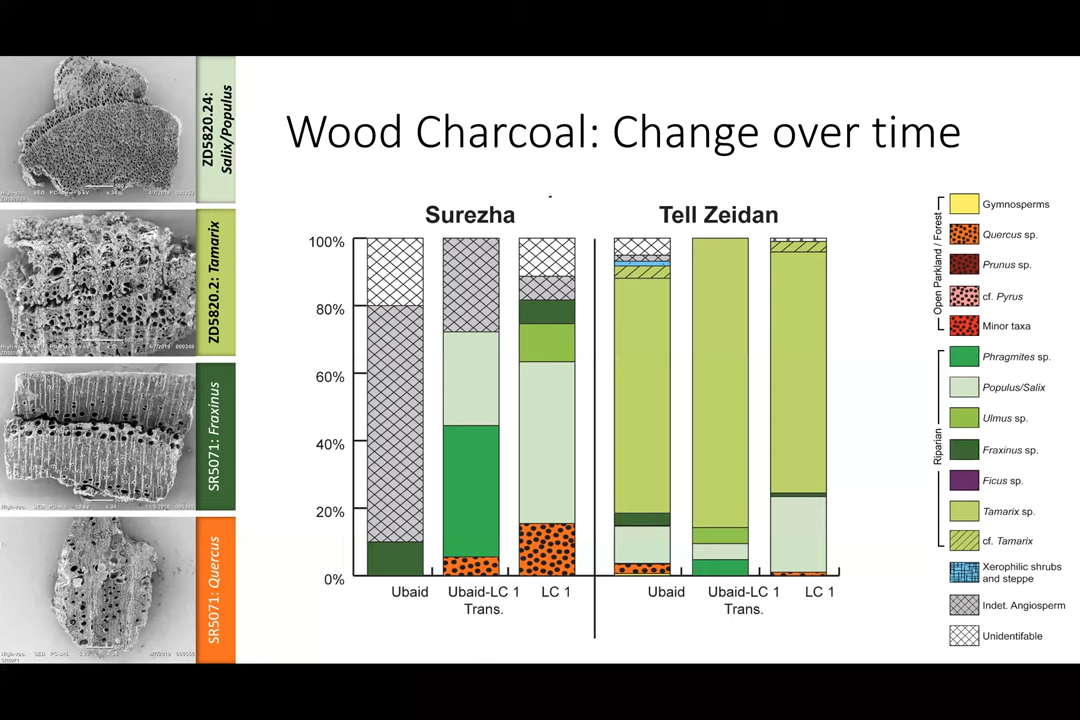 Wood Charcoal: Change over time
ZD5820.24:
Salix/Populus
ZD5820.2: Tamarix
SR5071: Fraxinus
SR5071: Quercus
Surezha
Tell Zeidan
100%
80%
60%
40%
20%
0%
Ubaid
Ubaid-LC 1
Trans.
LC 1
Ubaid
Ubaid-LC 1
Trans.
LC 1
Open Parkland / Forest
Gymnosperms
Quercus sp.
Prunus sp.
cf. Pyrus
Minor taxa
Riparian
Phragmites sp.
Populus/Salix
Ulmus sp.
Fraxinus sp.
Ficus sp.
Tamarix sp.
cf. Tamarix
Xerophilic shrubs
and steppe
Indet. Angiosperm
Unidentifable